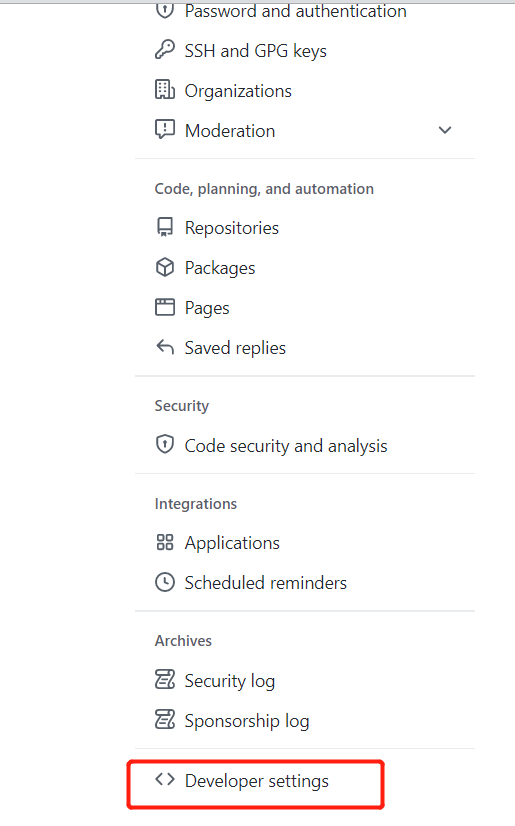 Password and authentication
SSH and GPG keys
Organizations
Moderation
Code, planning, and automation
Repositories
Packages
Pages
Saved replies
Security
Code security and analysis
Integrations
Applications
Scheduled reminders
Archives
Security log
Sponsorship log
Developer settings